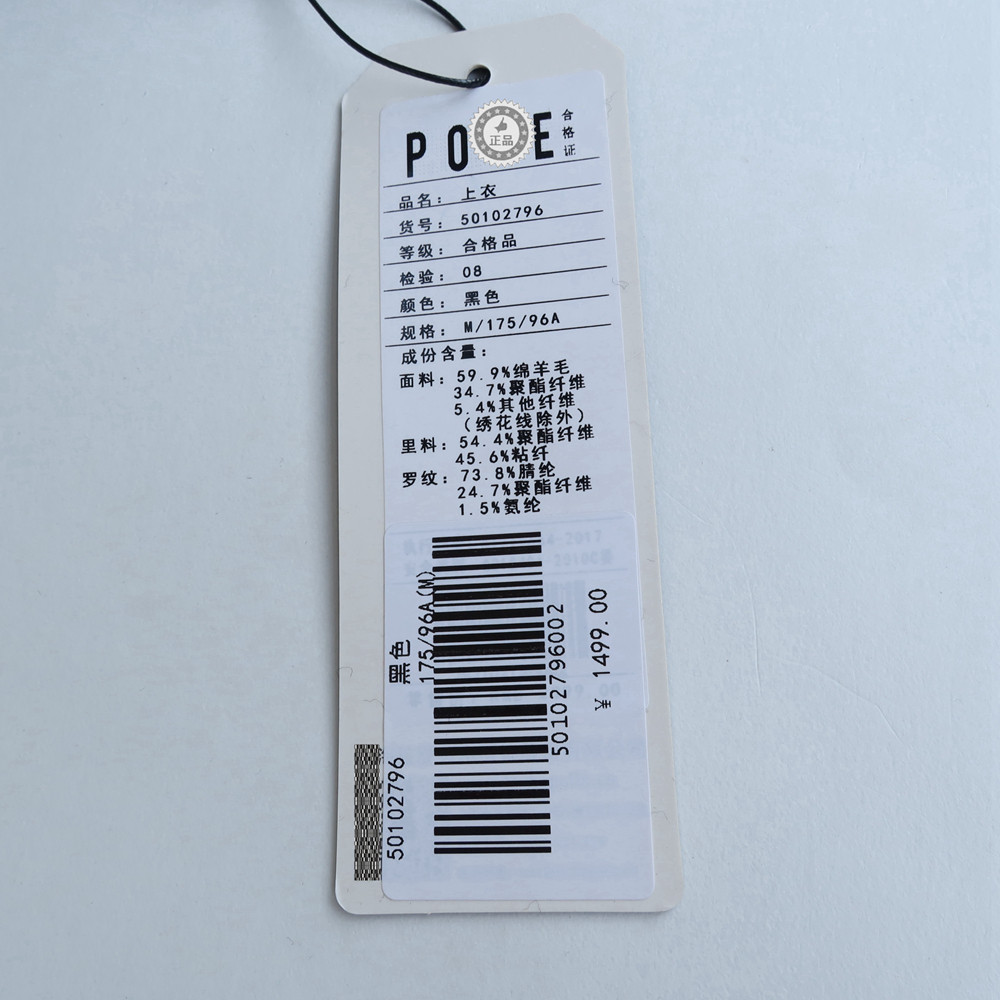 PO E
合格证
正品
品名：上衣
货号：50102796
等级：合格品
检验：08
颜色：黑色
规格：M/175/96A
成份含量：
面料：59.9%绵羊毛
34.7%聚酯纤维
5.4%其他纤维
（绣花线除外）
里料：54.4%聚酯纤维
45.6%粘纤
罗纹：73.8%腈纶
24.7%聚酯纤维
1.5%氨纶
50102796
黑色
175/96A(M)
50102796002
¥ 1499.00